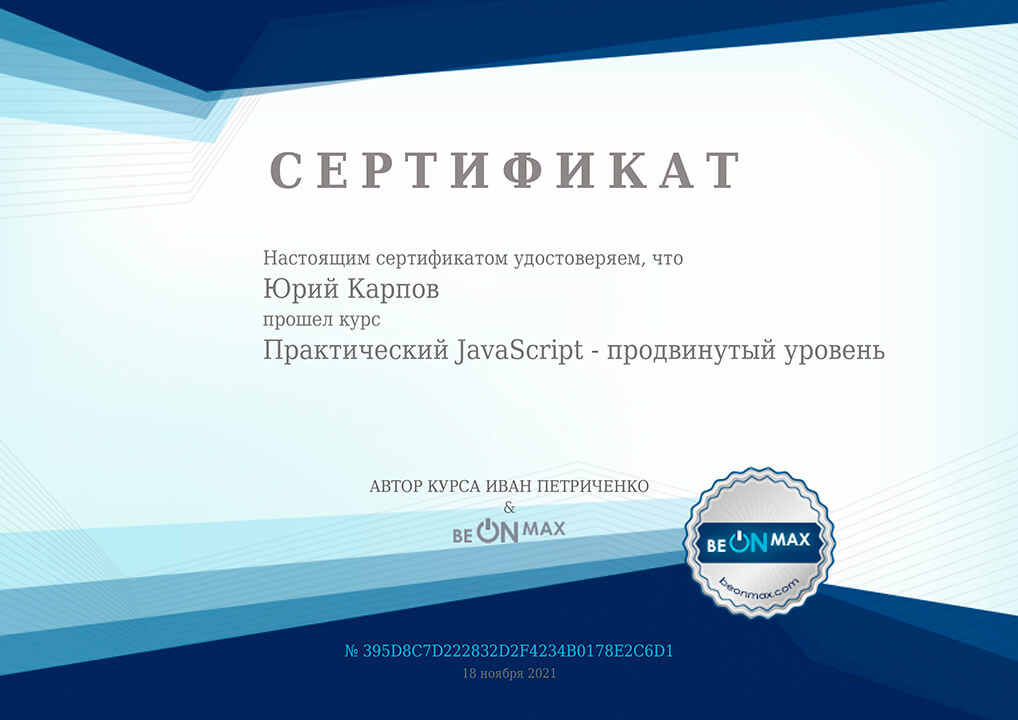 СЕРТИФИКАТ
Настоящим сертификатом удостоверяем, что
Юрий Карпов
прошел курс
Практический JavaScript - продвинутый уровень
АВТОР КУРСА ИВАН ПЕТРИЧЕНКО
&
BE ON MAX
BE ON MAX
beonmax.com
№ 395D8C7D222832D2F4234B0178E2C6D1
18 ноября 2021